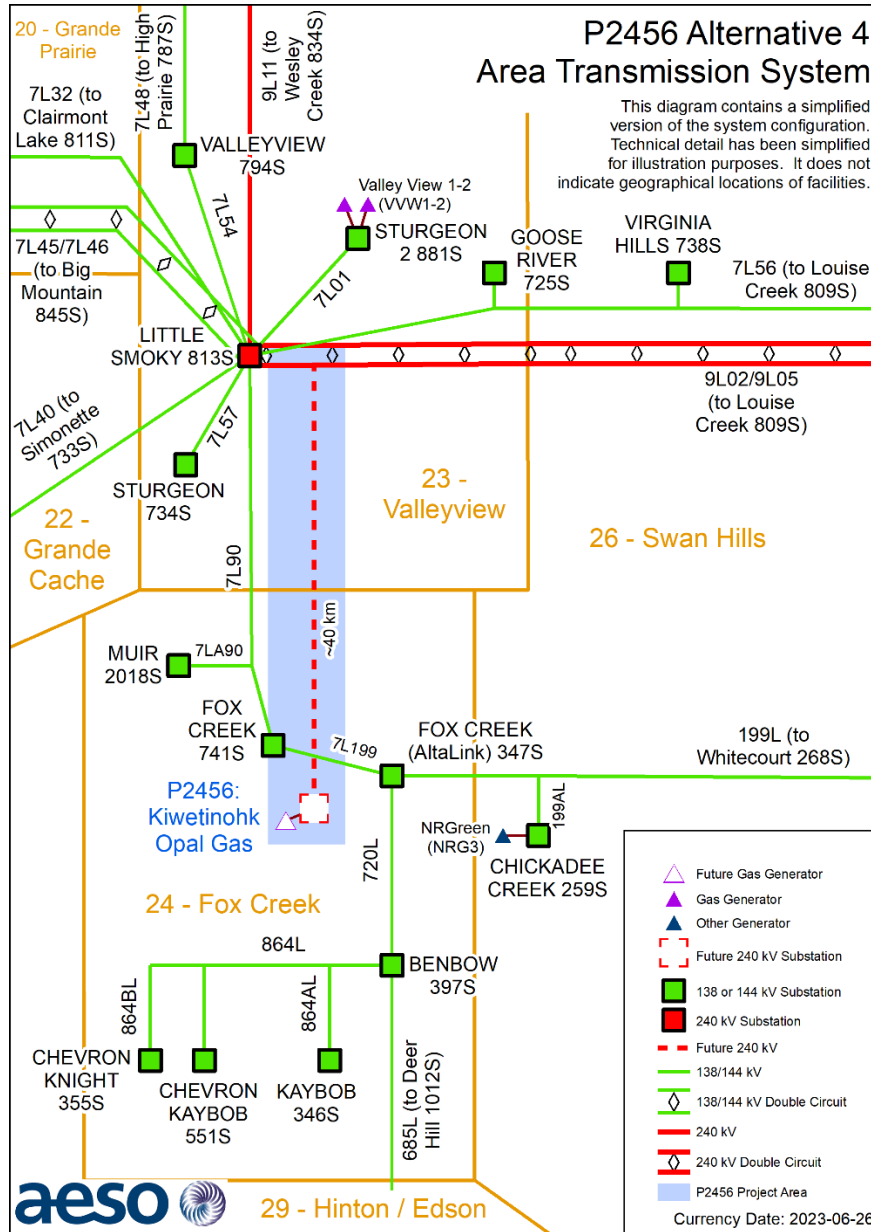 P2456 Alternative 4
Area Transmission System
This diagram contains a simplified
version of the system configuration.
Technical detail has been simplified
for illustration purposes. It does not
indicate geographical locations of facilities.
20 - Grande
Prairie
7L32 (to
Clairmont
Lake 811S)
7L48 (to High
Prairie 787S)
9L11 (to
Wesley
Creek 834S)
VALLEYVIEW
794S
7L54
Valley View 1-2
(VVW1-2)
STURGEON
2 881S
7L01
GOOSE
RIVER
725S
VIRGINIA
HILLS 738S
7L56 (to Louise
Creek 809S)
7L45/7L46
(to Big
Mountain
845S)
LITTLE
SMOKY 813S
9L02/9L05
(to Louise
Creek 809S)
7L40 (to
Simonette
733S)
7L57
STURGEON
734S
23 -
Valleyview
22 -
Grande
Cache
26 - Swan Hills
7L90
~40 km
MUIR
2018S
7LA90
FOX
CREEK
741S
7L199
FOX CREEK
(AltaLink) 347S
199L (to
Whitecourt 268S)
P2456:
Kiwetinohk
Opal Gas
NRGreen
(NRG3)
199AL
CHICKADEE
CREEK 259S
720L
24 - Fox Creek
864L
BENBOW
397S
864BL
864AL
CHEVRON
KNIGHT
355S
CHEVRON
KAYBOB
551S
KAYBOB
346S
685L (to Deer
Hill 1012S)
29 - Hinton / Edson
aeso
Future Gas Generator
Gas Generator
Other Generator
Future 240 kV Substation
138 or 144 kV Substation
240 kV Substation
Future 240 kV
138/144 kV
138/144 kV Double Circuit
240 kV
240 kV Double Circuit
P2456 Project Area
Currency Date: 2023-06-26